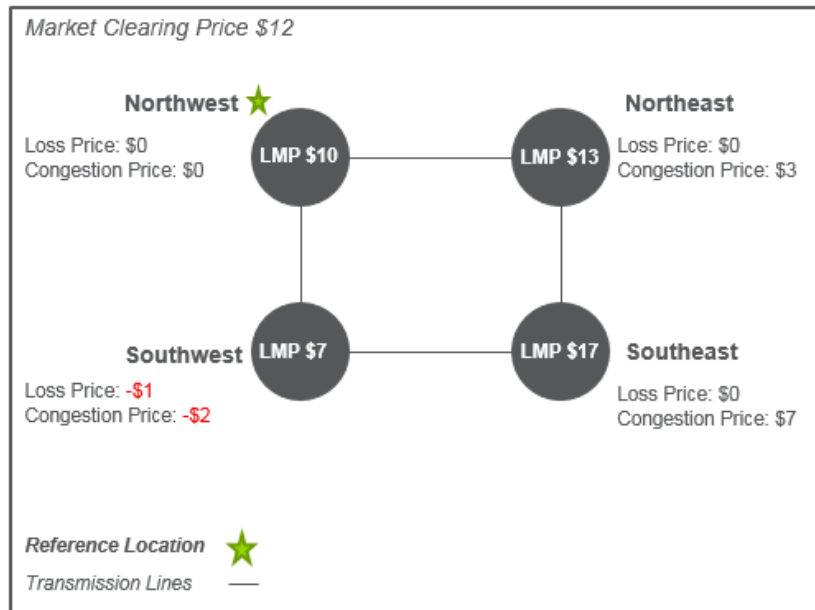 Market Clearing Price $12
Northwest
Loss Price: $0
Congestion Price: $0
LMP $10
LMP $13
Northeast
Loss Price: $0
Congestion Price: $3
Southwest
Loss Price: -$1
Congestion Price: -$2
LMP $7
LMP $17
Southeast
Loss Price: $0
Congestion Price: $7
Reference Location
Transmission Lines